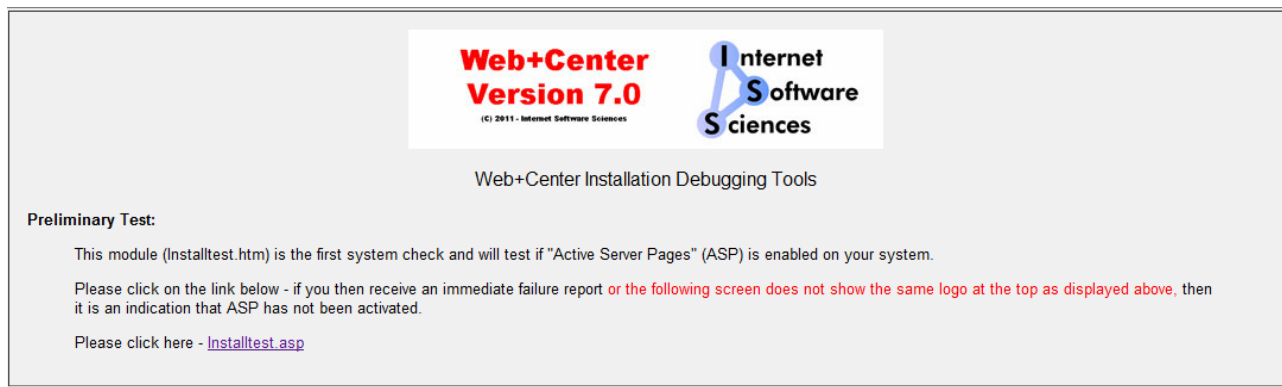 Web+Center
Version 7.0
(C) 2011 - Internet Software Sciences
Internet
Software
Sciences
Web+Center Installation Debugging Tools
Preliminary Test:
This module (Installtest.htm) is the first system check and will test if "Active Server Pages" (ASP) is enabled on your system.
Please click on the link below - if you then receive an immediate failure report or the following screen does not show the same logo at the top as displayed above, then
it is an indication that ASP has not been activated.
Please click here - Installtest.asp